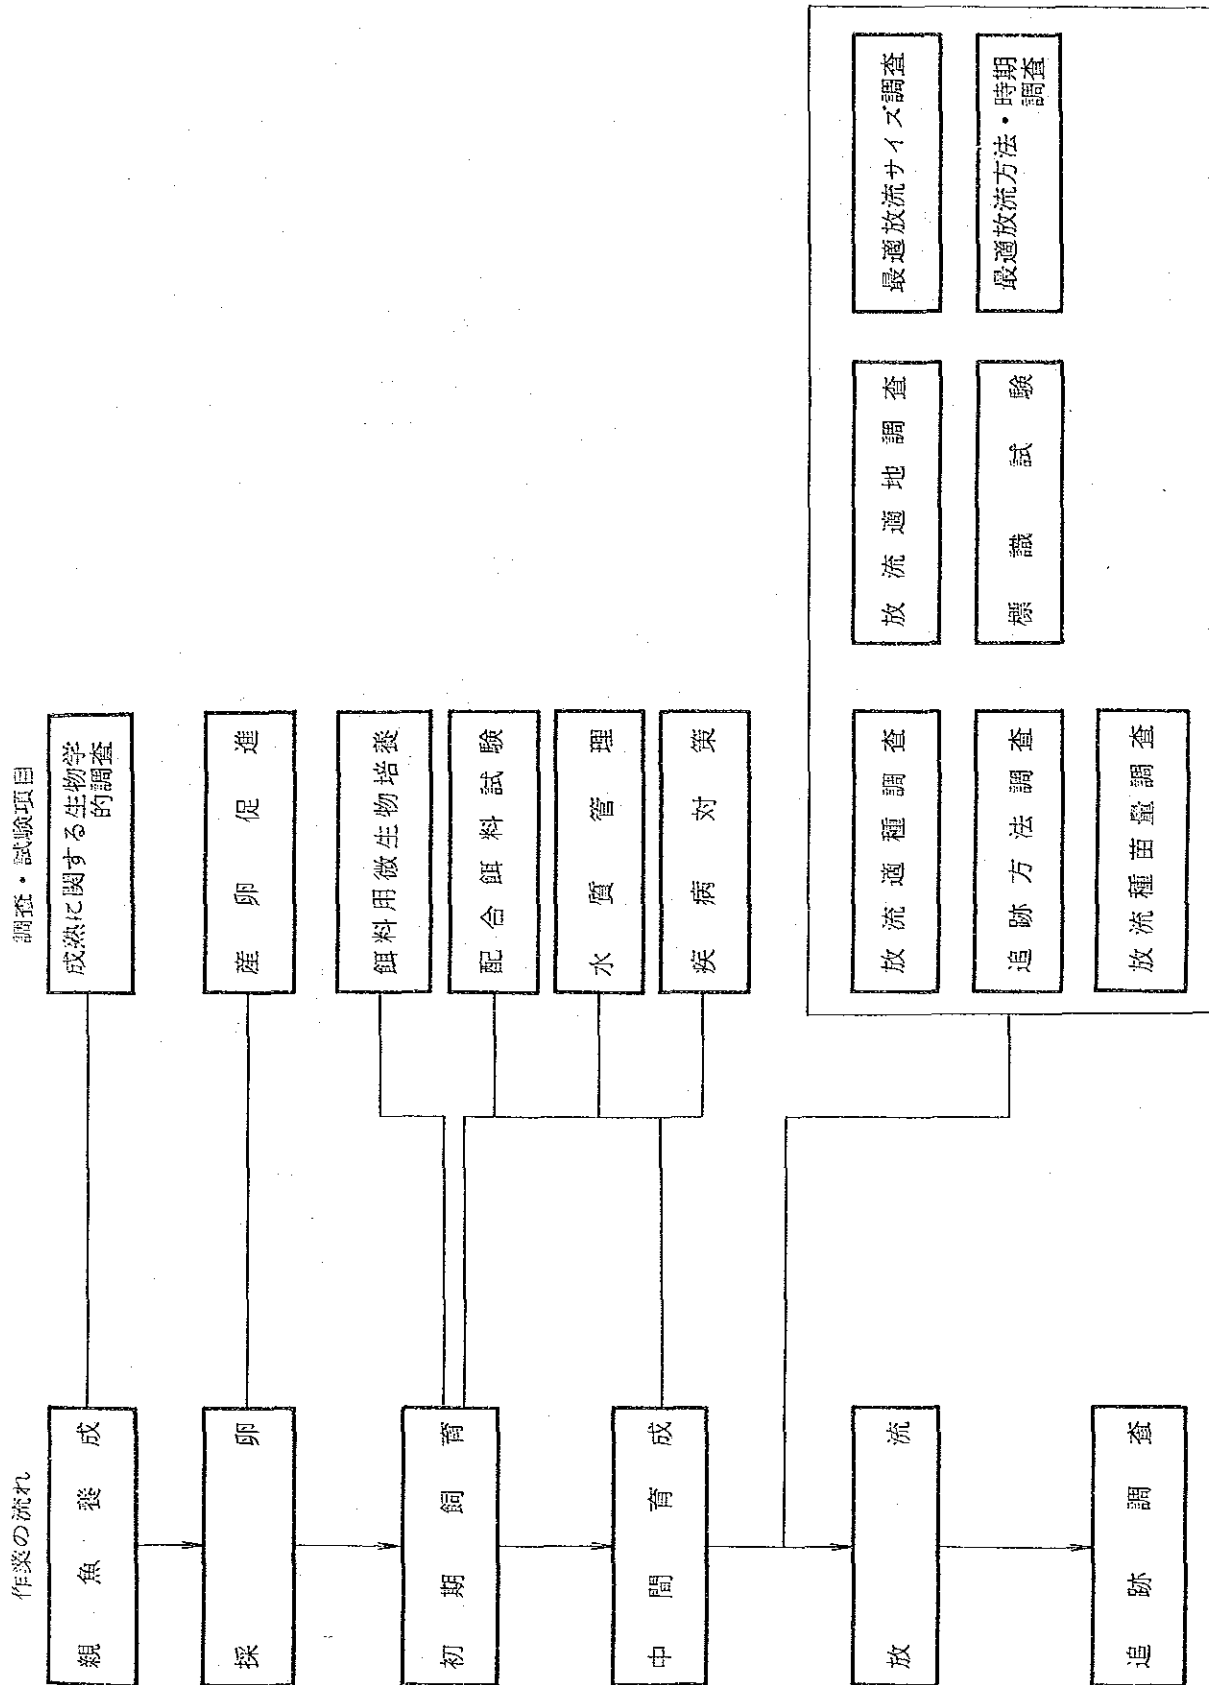 作業の流れ
親魚養成
採卵
初期飼育
中間育成
放流
追跡調査
調査・試験項目
成熟に関する生物学
的調査
産卵促進
餌料用微生物培養
配合餌料試験
水質管理
疾病対策
放流適種調査
放流適地調査
最適放流サイズ調査
追跡方法調査
標識試験
最適放流方法・時期
調査
放流種苗量調査